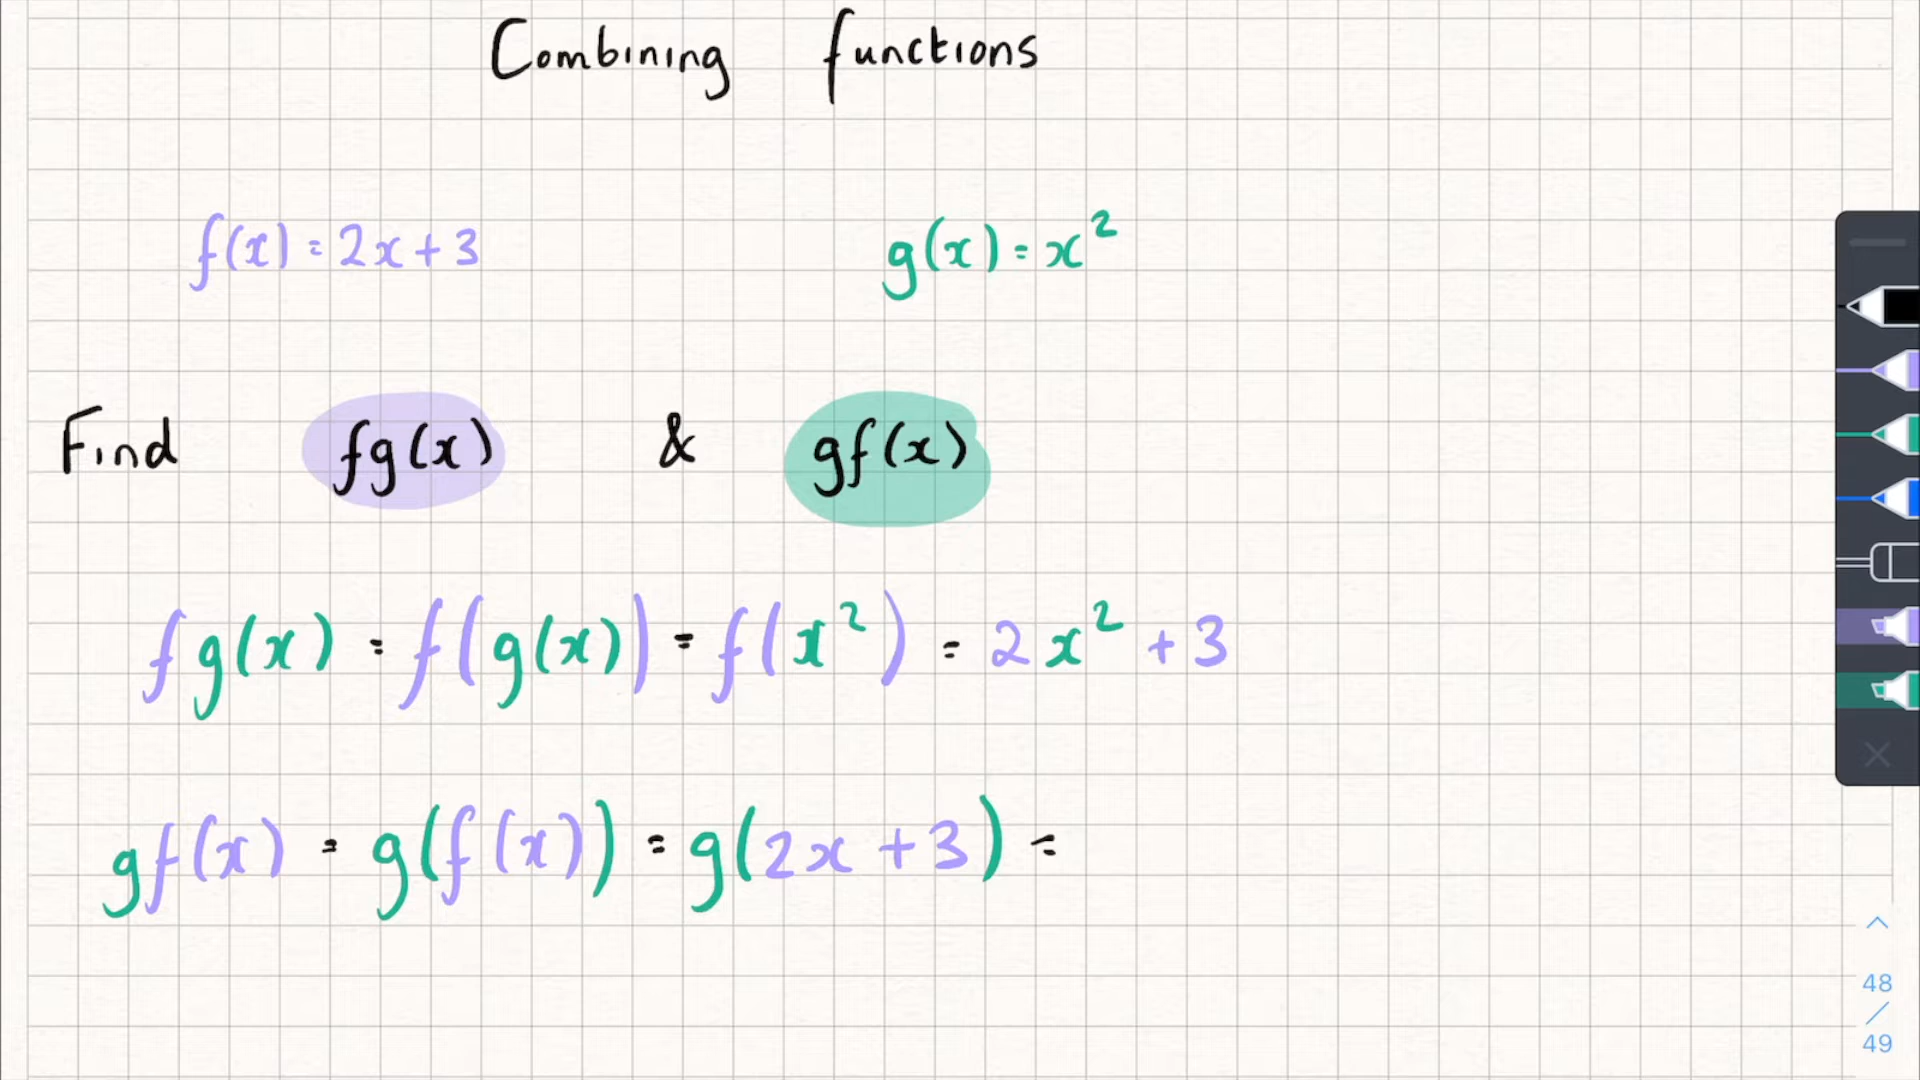 Combining functions
f(x) = 2x + 3
g(x) = x²
Find fg(x) & gf(x)
fg(x) = f(g(x)) = f(x²) = 2x² + 3
gf(x) = g(f(x)) = g(2x + 3) =
48
/
49